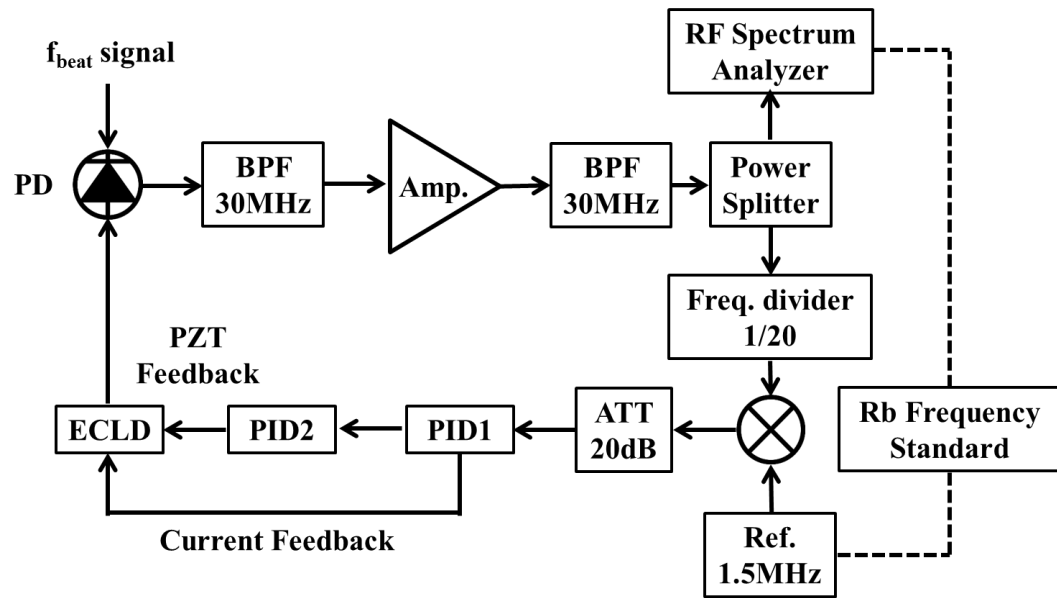 f_beat signal
PD
BPF
30MHz
Amp.
BPF
30MHz
Power
Splitter
RF Spectrum
Analyzer
Freq. divider
1/20
PZT
Feedback
ECLD
PID2
PID1
ATT
20dB
Rb Frequency
Standard
Current Feedback
Ref.
1.5MHz